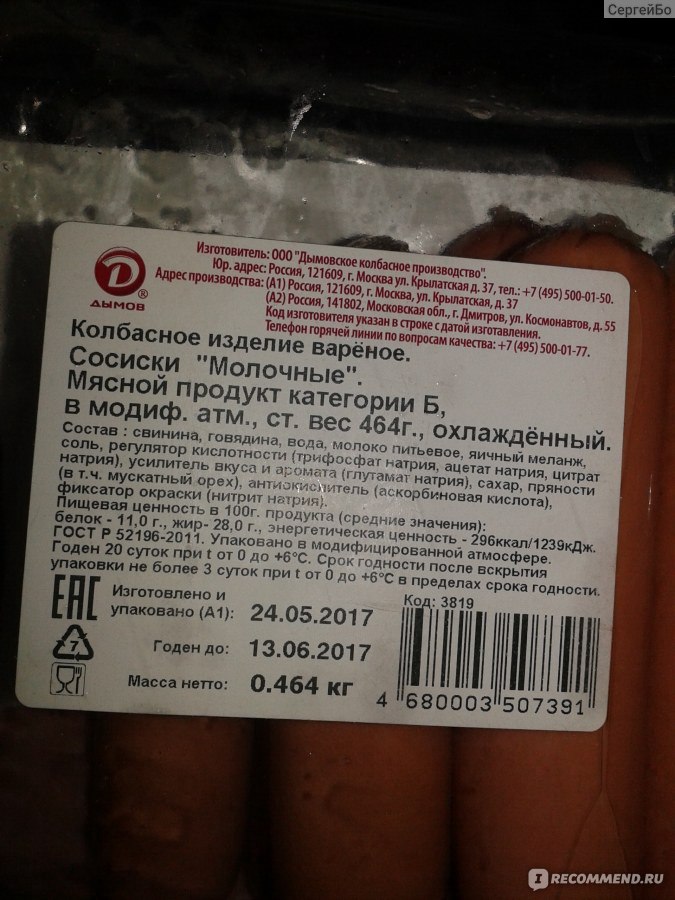 СергейБо
Изготовитель: ООО "Дымовское колбасное производство".
Юр. адрес: Россия, 121609, г. Москва ул. Крылатская д. 37, тел.: +7 (495) 500-01-50.
Адрес производства: (А1) Россия, 121609, г. Москва, ул. Крылатская, д. 37
(А2) Россия, 141802, Московская обл., г. Дмитров, ул. Космонавтов, д. 55
Код изготовителя указан в строке с датой изготавления.
Телефон горячей линии по вопросам качества: +7 (495) 500-01-77.
ДЫМОВ®
Колбасное изделие варёное.
Сосиски "Молочные".
Мясной продукт категории Б,
в модиф. атм., ст. вес 464г., охлаждённый.
Состав : свинина, говядина, вода, молоко питьевое, яичный меланж,
соль, регулятор кислотности (трифосфат натрия, ацетат натрия, цитрат
натрия), усилитель вкуса и аромата (глутамат натрия), сахар, пряности
(в т.ч. мускатный орех), антиокислитель (аскорбиновая кислота),
фиксатор окраски (нитрит натрия).
Пищевая ценность в 100г. продукта (средние значения):
белок - 11,0 г., жир- 28,0 г., энергетическая ценность - 296ккал/1239кДж.
ГОСТ Р 52196-2011. Упаковано в модифицированной атмосфере.
Годен 20 суток при t от 0 до +6°С. Срок годности после вскрытия
упаковки не более 3 суток при t от 0 до +6°С в пределах срока годности.
ЕАС
Изготовлено и
упаковано (А1): 24.05.2017
Код: 3819
7
Годен до: 13.06.2017
Масса нетто: 0.464 кг
4 680003 507391
IRECOMMEND.RU